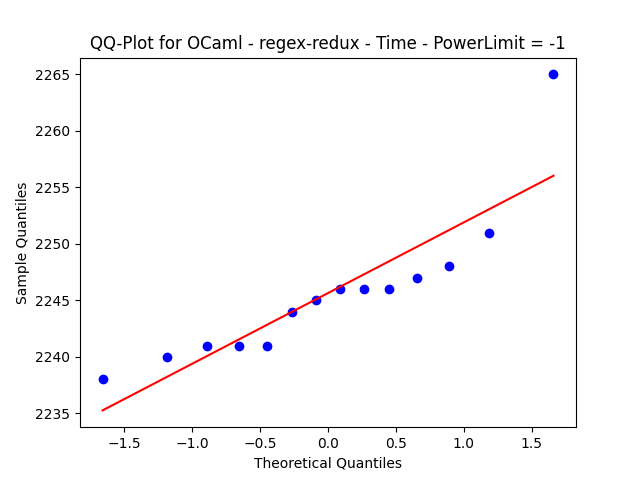 QQ-Plot for OCaml - regex-redux - Time - PowerLimit = -1
2265
2260
2255
2250
2245
2240
2235
Sample Quantiles
−1.5 −1.0 −0.5 0.0 0.5 1.0 1.5
Theoretical Quantiles